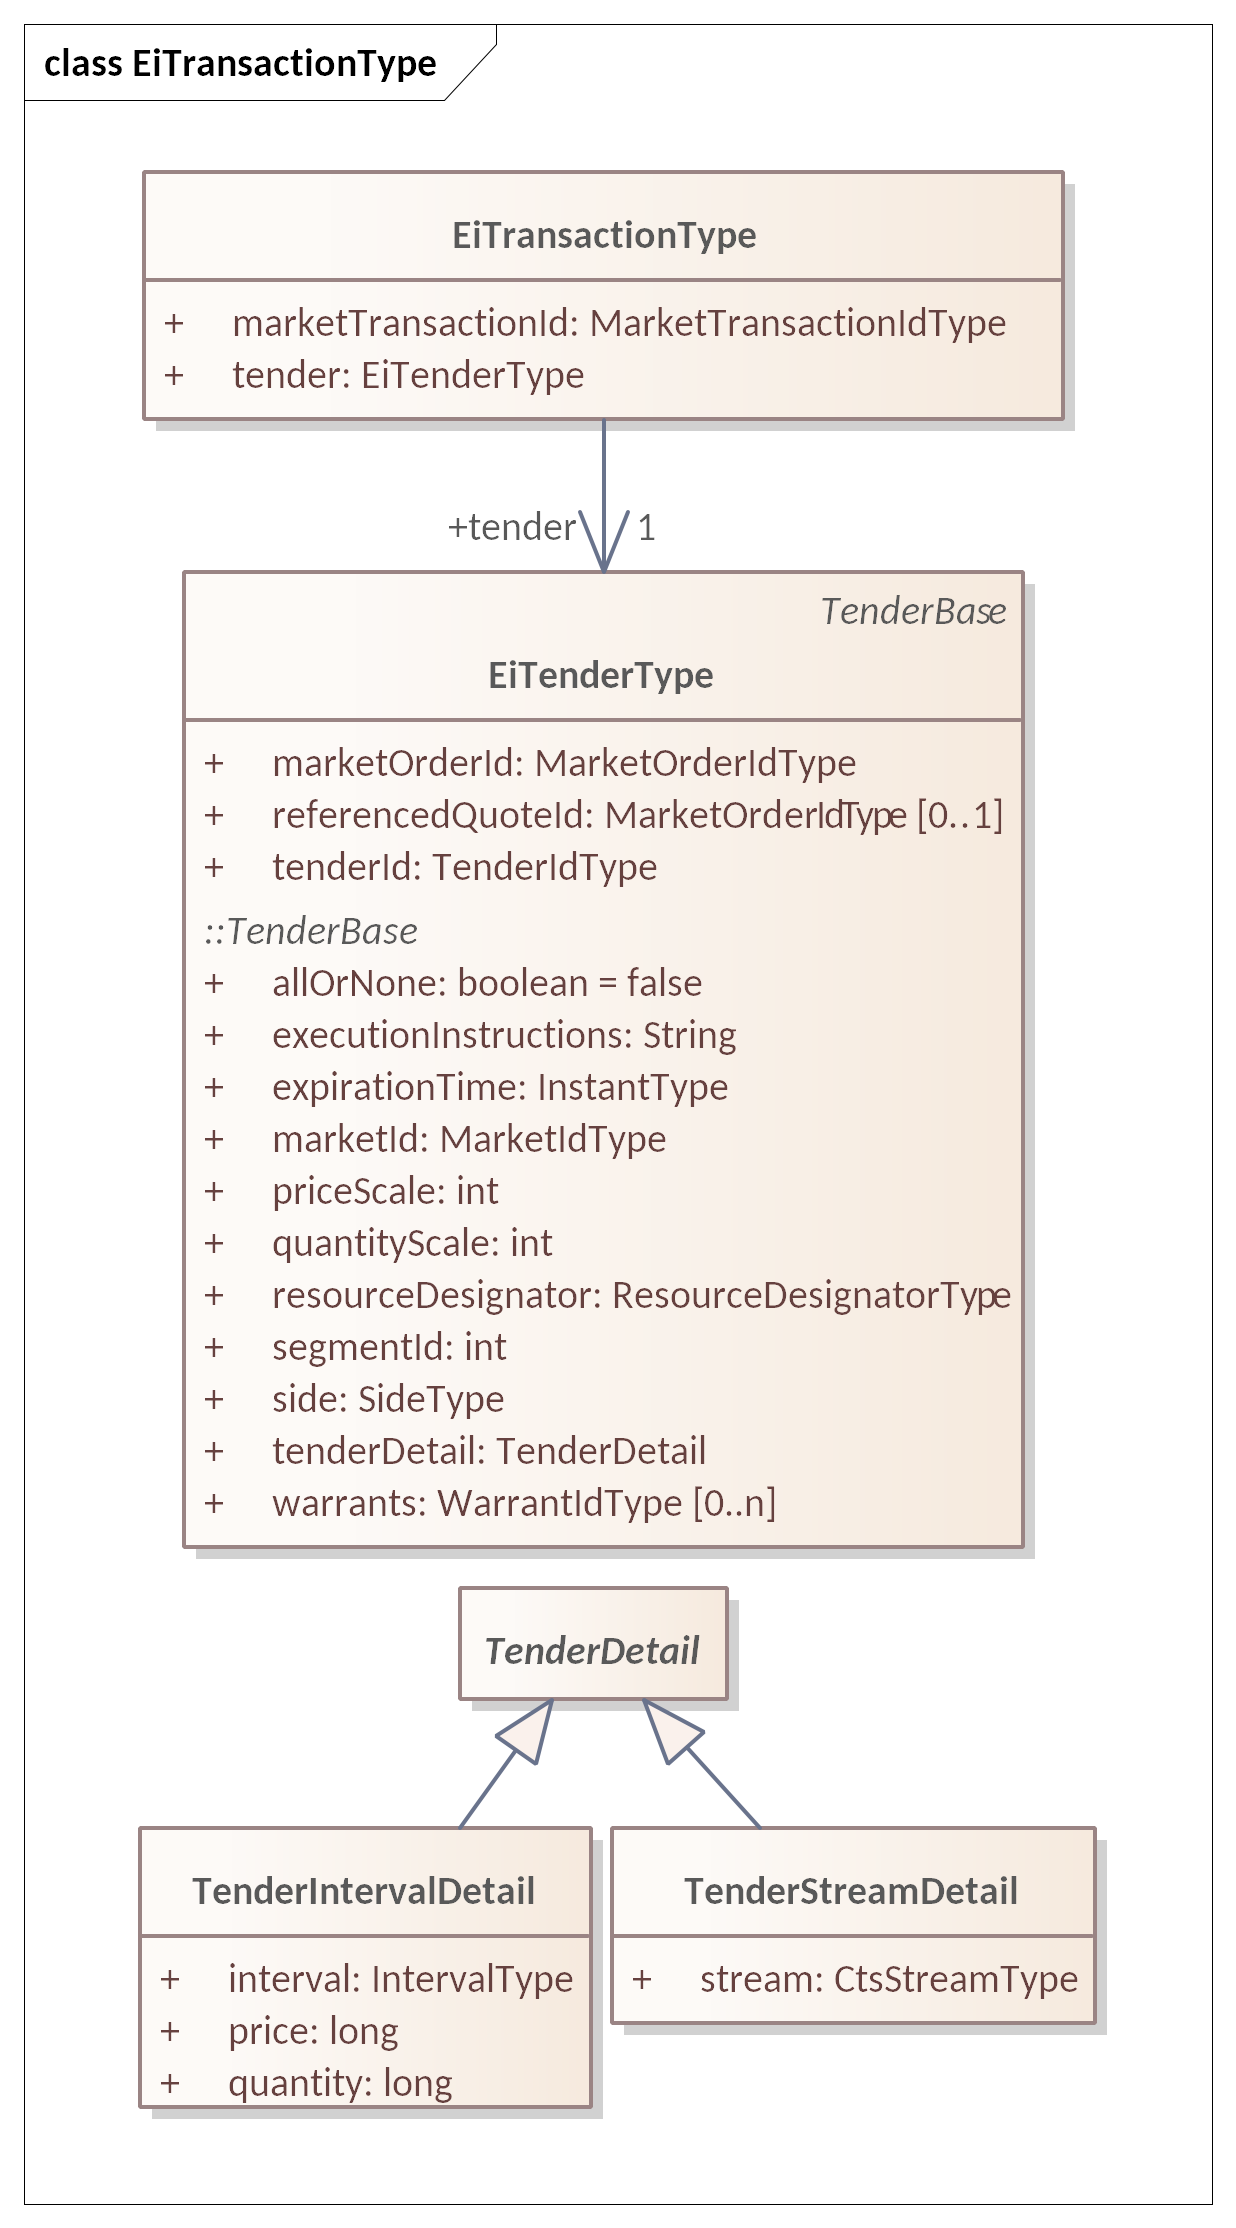 class EiTransactionType
EiTransactionType
+ marketTransactionId: MarketTransactionIdType
+ tender: EiTenderType
+tender 1
TenderBase
EiTenderType
+ marketOrderId: MarketOrderIdType
+ referencedQuoteId: MarketOrderIdType [0..1]
+ tenderId: TenderIdType
::TenderBase
+ allOrNone: boolean = false
+ executionInstructions: String
+ expirationTime: InstantType
+ marketId: MarketIdType
+ priceScale: int
+ quantityScale: int
+ resourceDesignator: ResourceDesignatorType
+ segmentId: int
+ side: SideType
+ tenderDetail: TenderDetail
+ warrants: WarrantIdType [0..n]
TenderDetail
TenderIntervalDetail
+ interval: IntervalType
+ price: long
+ quantity: long
TenderStreamDetail
+ stream: CtsStreamType